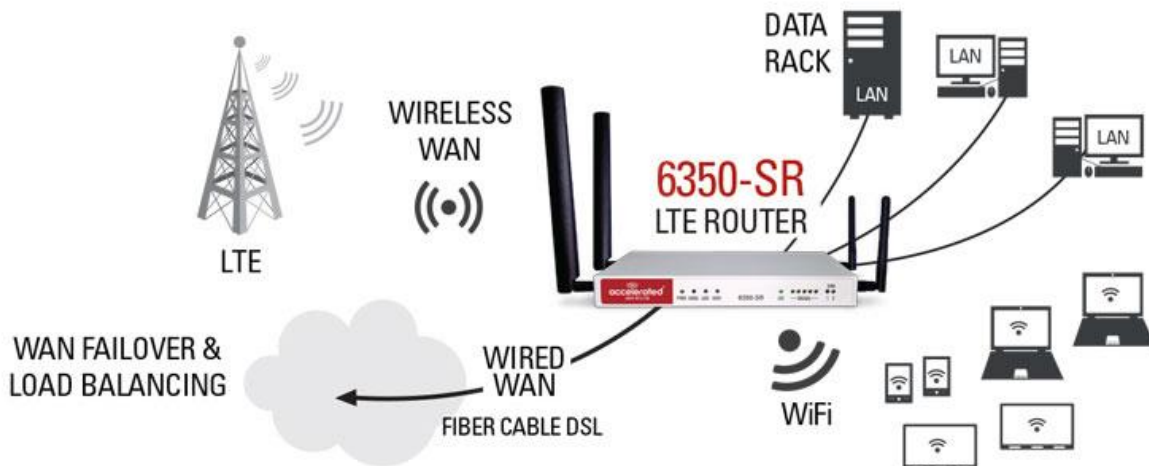 DATA
RACK
LAN
LAN
LAN
WIRELESS
WAN
6350-SR
LTE ROUTER
LTE
accelerated
6350-SR
WAN FAILOVER &
LOAD BALANCING
WIRED
WAN
FIBER CABLE DSL
WiFi